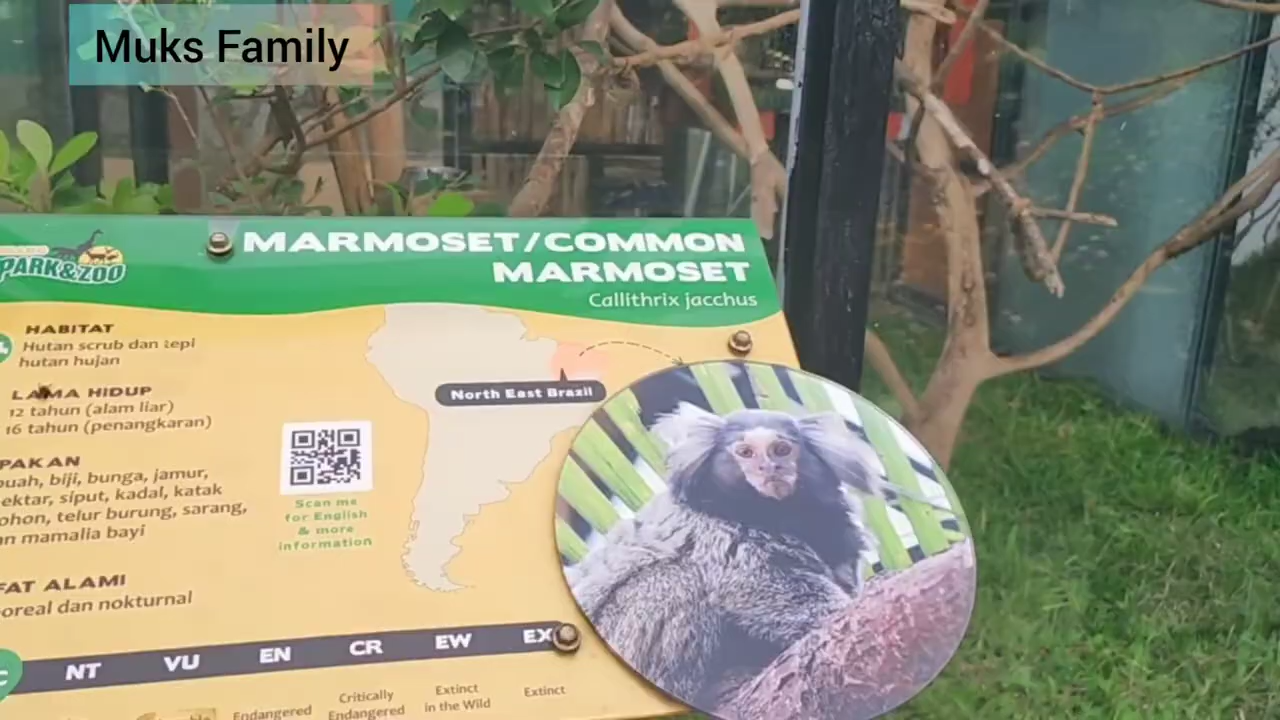 Muks Family
PARK&ZOO
MARMOSET/COMMON
MARMOSET
Callithrix jacchus
HABITAT
Hutan scrub dan tepi
hutan hujan
LAMA HIDUP
12 tahun (alam liar)
16 tahun (penangkaran)
PAKAN
buah, biji, bunga, jamur,
ektar, siput, kadal, katak
ohon, telur burung, sarang,
an mamalia bayi
FAT ALAMI
oreal dan nokturnal
North East Brazil
Scan me
for English
& more
information
C NT VU EN CR EW EX
Endangered
Critically
Endangered
Extinct
in the Wild
Extinct